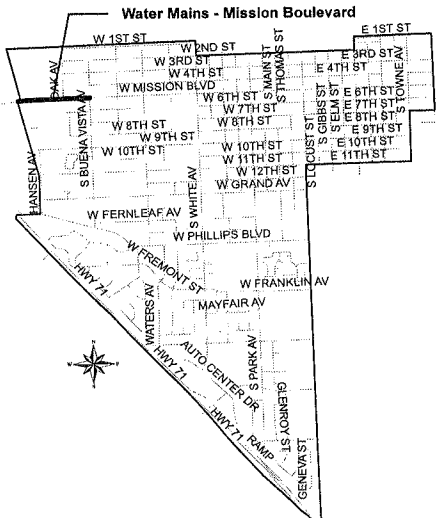 Water Mains - Mission Boulevard
W 1ST ST
E 1ST ST
W 2ND ST
W 3RD ST
E 3RD ST
W 4TH ST
E 4TH ST
OAK AV
S BUENA VISTA AV
W MISSION BLVD
S MAIN ST
S THOMAS ST
S GIBBS ST
S ELM ST
S TOWNE AV
W 6TH ST
E 6TH ST
W 7TH ST
E 7TH ST
W 8TH ST
W 8TH ST
E 8TH ST
W 9TH ST
E 9TH ST
W 10TH ST
W 10TH ST
E 10TH ST
W 11TH ST
E 11TH ST
W 12TH ST
W GRAND AV
S LOCUST ST
HANSEN AV
S WHITE AV
W FERNLEAF AV
W PHILLIPS BLVD
W FREMONT ST
HWY 71
W FRANKLIN AV
MAYFAIR AV
WATERS AV
HWY 71
AUTO CENTER DR
S PARK AV
GLENROY ST
HWY 71
RAMP
GENEVA ST
N
W
E
S